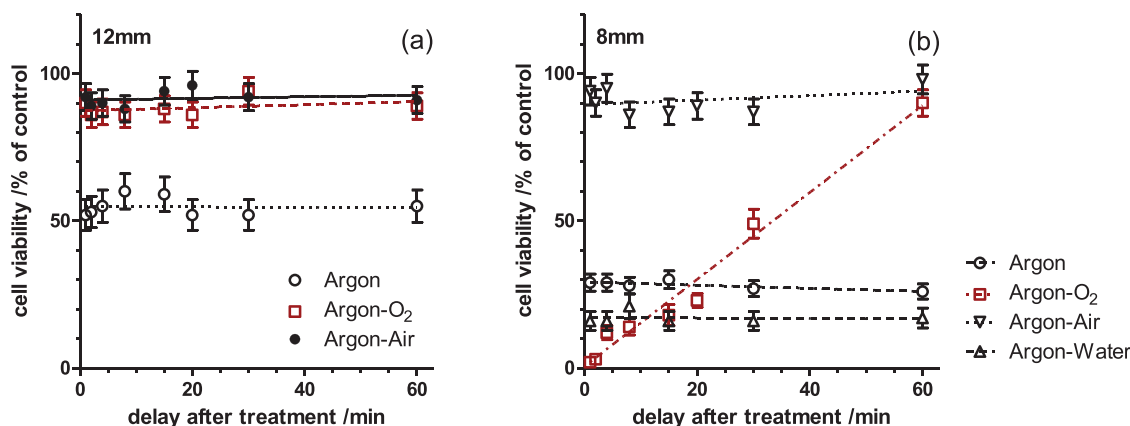 12mm
(a)
100
50
0
0
20
40
60
cell viability /% of control
delay after treatment /min
Argon
Argon-O₂
Argon-Air
8mm
(b)
100
50
0
0
20
40
60
cell viability /% of control
delay after treatment /min
Argon
Argon-O₂
Argon-Air
Argon-Water